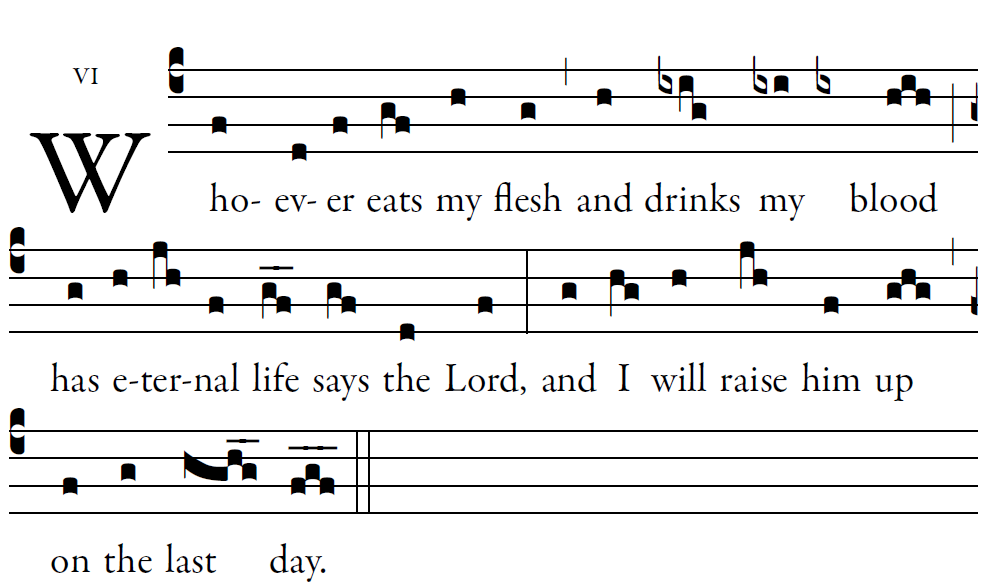 VI
Who- ev- er eats my flesh and drinks my blood
has e-ter-nal life says the Lord, and I will raise him up
on the last day.